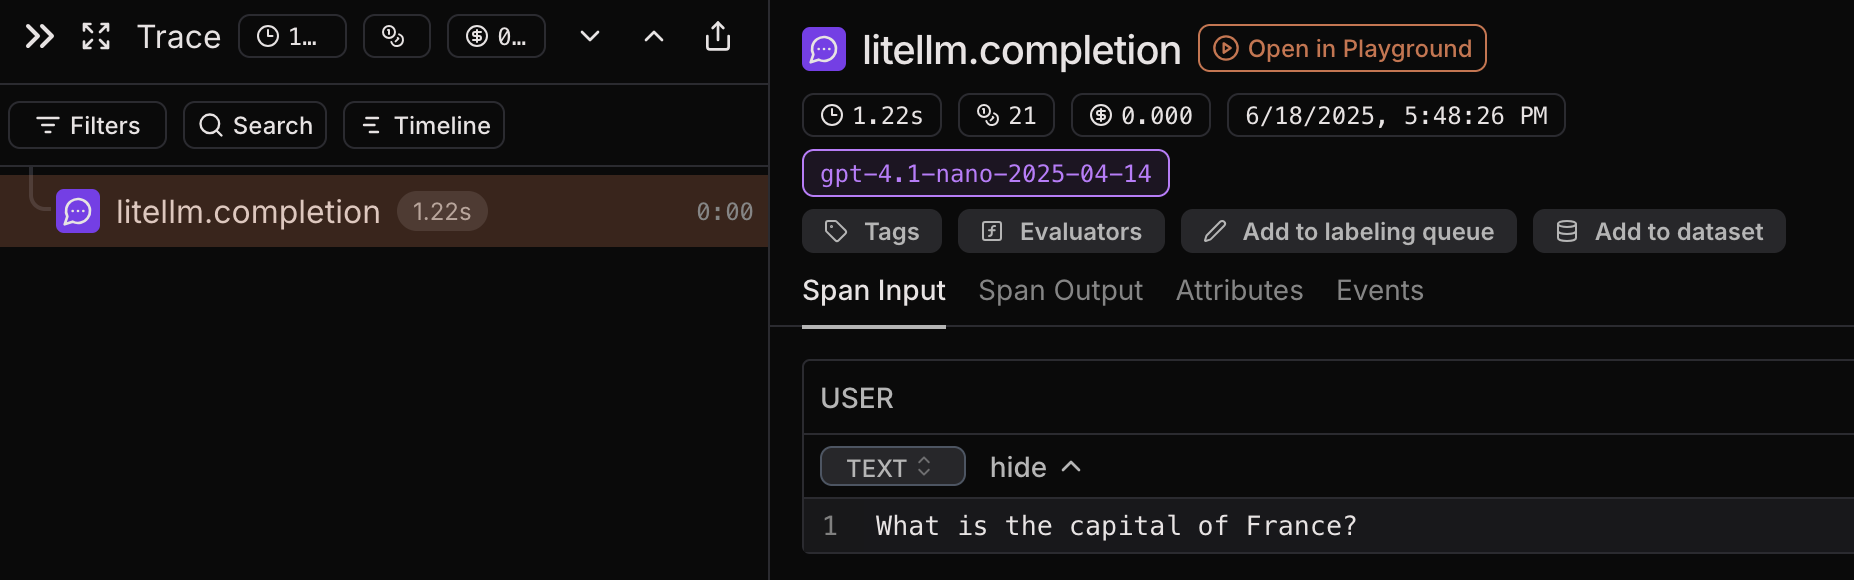 Trace 1... 0...
Filters Search Timeline
litellm.completion 1.22s 0:00
litellm.completion Open in Playground
1.22s 21 0.000 6/18/2025, 5:48:26 PM
gpt-4.1-nano-2025-04-14
Tags Evaluators Add to labeling queue Add to dataset
Span Input Span Output Attributes Events
USER
TEXT hide
1 What is the capital of France?